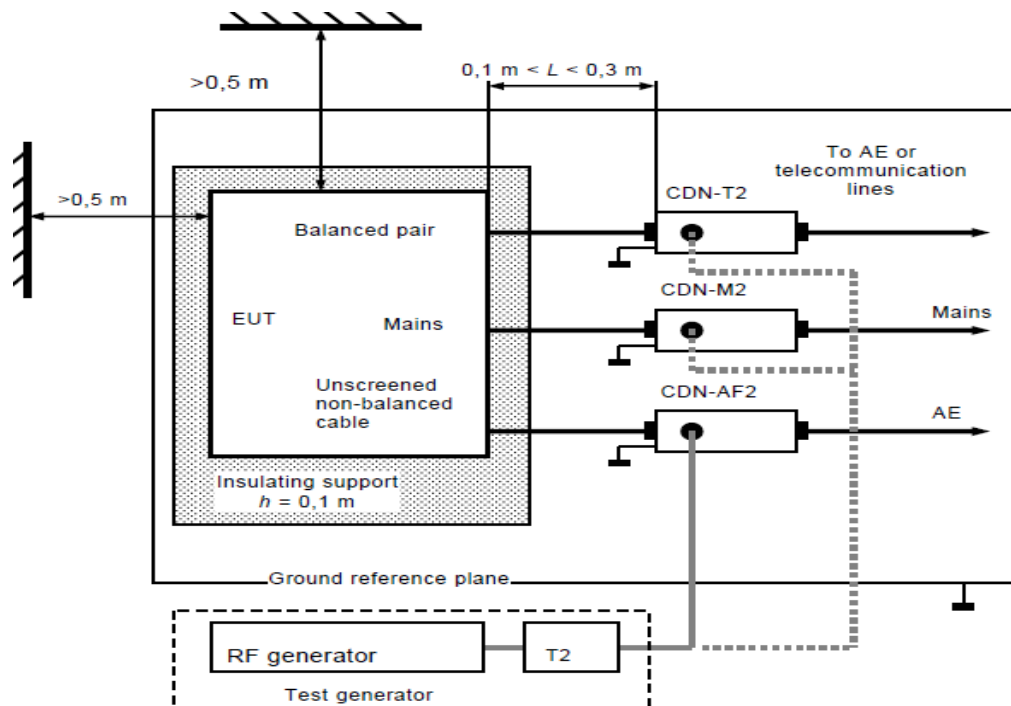 >0,5 m
0,1 m < L < 0,3 m
>0,5 m
To AE or
telecommunication
lines
CDN-T2
Balanced pair
CDN-M2
EUT
Mains
Mains
Unscreened
non-balanced
cable
CDN-AF2
AE
Insulating support
h = 0,1 m
Ground reference plane
RF generator
T2
Test generator